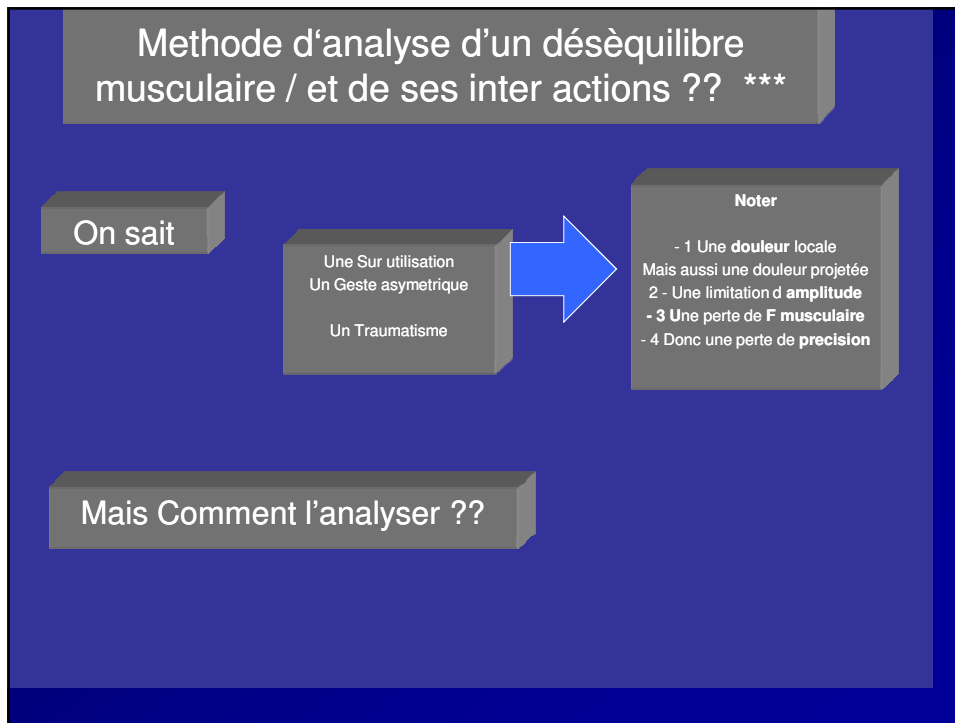 Methode d‘analyse d’un désèquilibre
musculaire / et de ses inter actions ?? ***
On sait
Une Sur utilisation
Un Geste asymetrique
Un Traumatisme
Noter
- 1 Une douleur locale
Mais aussi une douleur projetée
2 - Une limitation d amplitude
- 3 Une perte de F musculaire
- 4 Donc une perte de precision
Mais Comment l’analyser ??